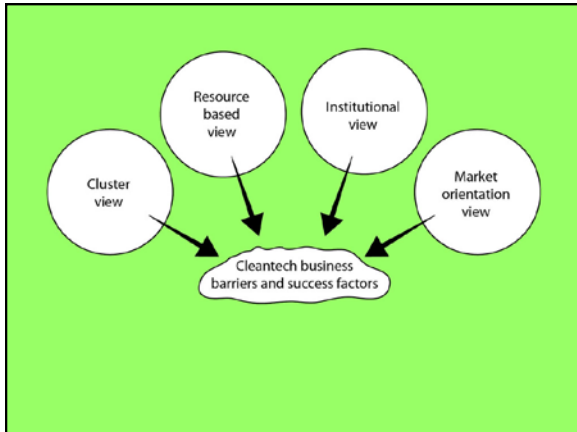 Cluster
view
Resource
based
view
Institutional
view
Market
orientation
view
Cleantech business
barriers and success factors